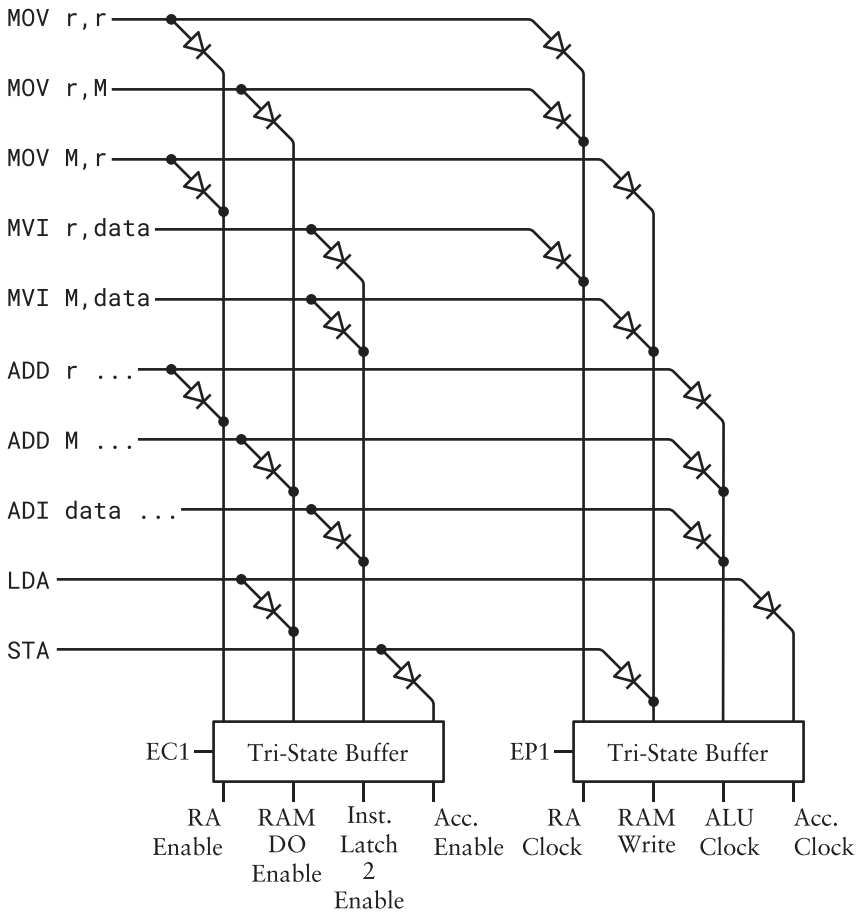 MOV r,r
MOV r,M
MOV M,r
MVI r,data
MVI M,data
ADD r ...
ADD M ...
ADI data ...
LDA
STA
EC1
Tri-State Buffer
EP1
Tri-State Buffer
RA
Enable
RAM
DO
Enable
Inst.
Latch
2
Enable
Acc.
Enable
RA
Clock
RAM
Write
ALU
Clock
Acc.
Clock